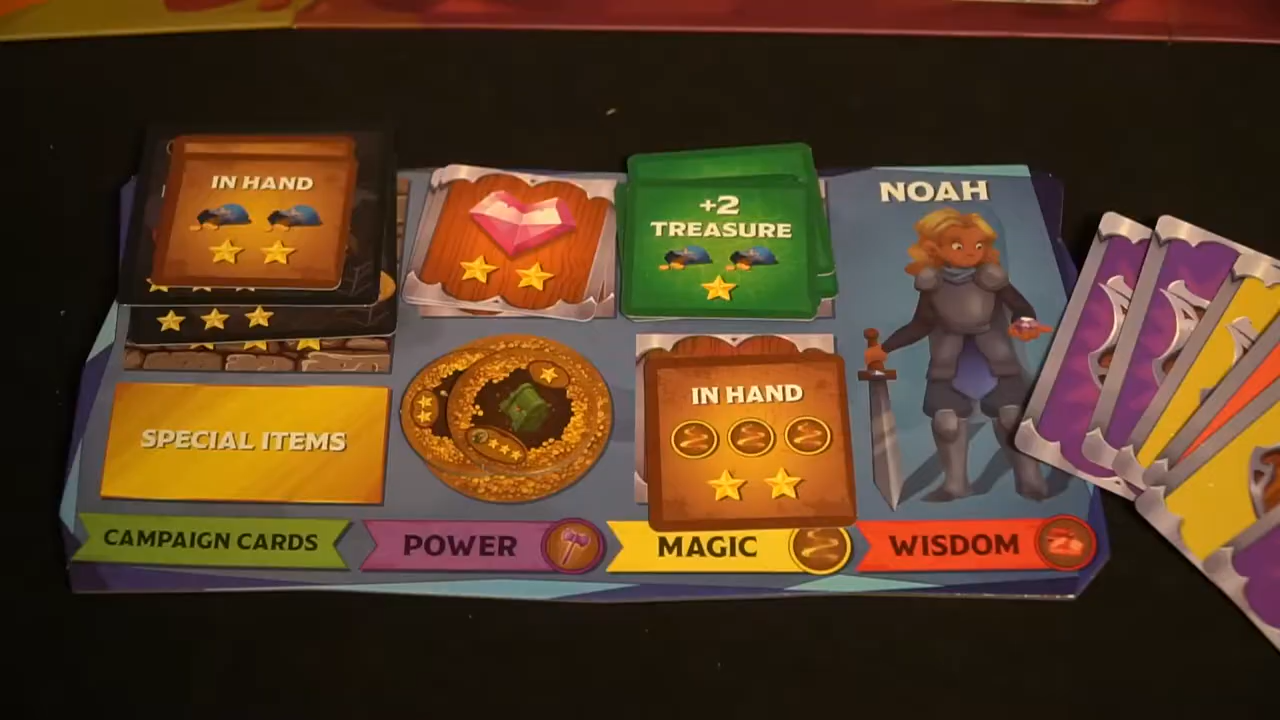 IN HAND
+2
TREASURE
NOAH
SPECIAL ITEMS
IN HAND
CAMPAIGN CARDS
POWER
MAGIC
WISDOM